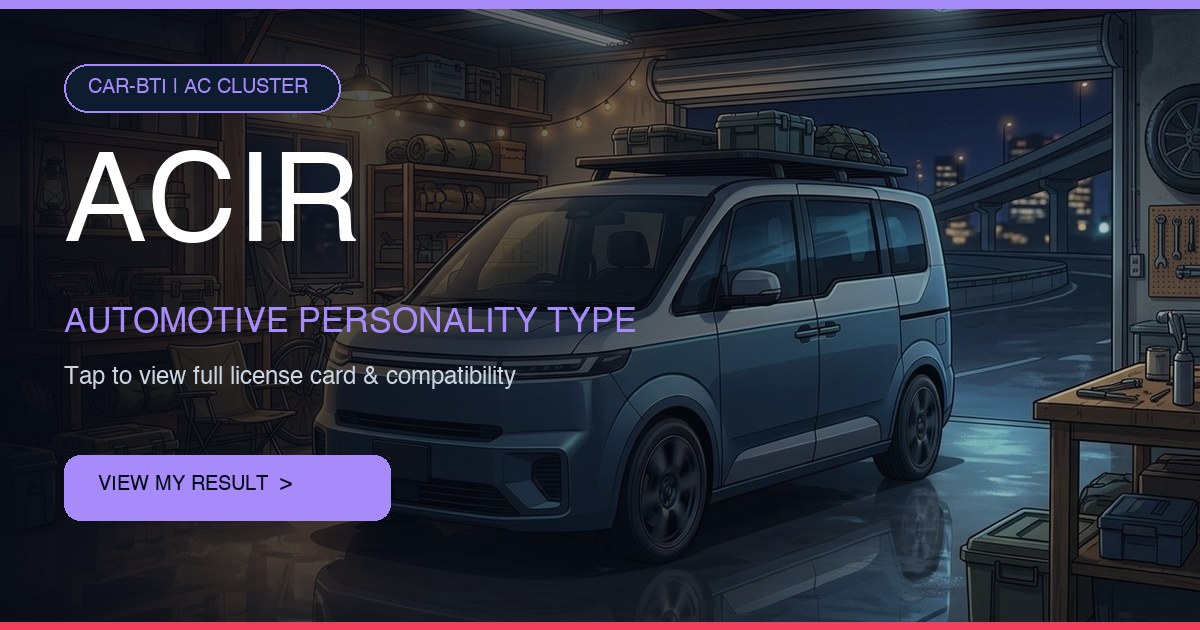 CAR-BTI | AC CLUSTER
ACIR
AUTOMOTIVE PERSONALITY TYPE
Tap to view full license card & compatibility
VIEW MY RESULT >